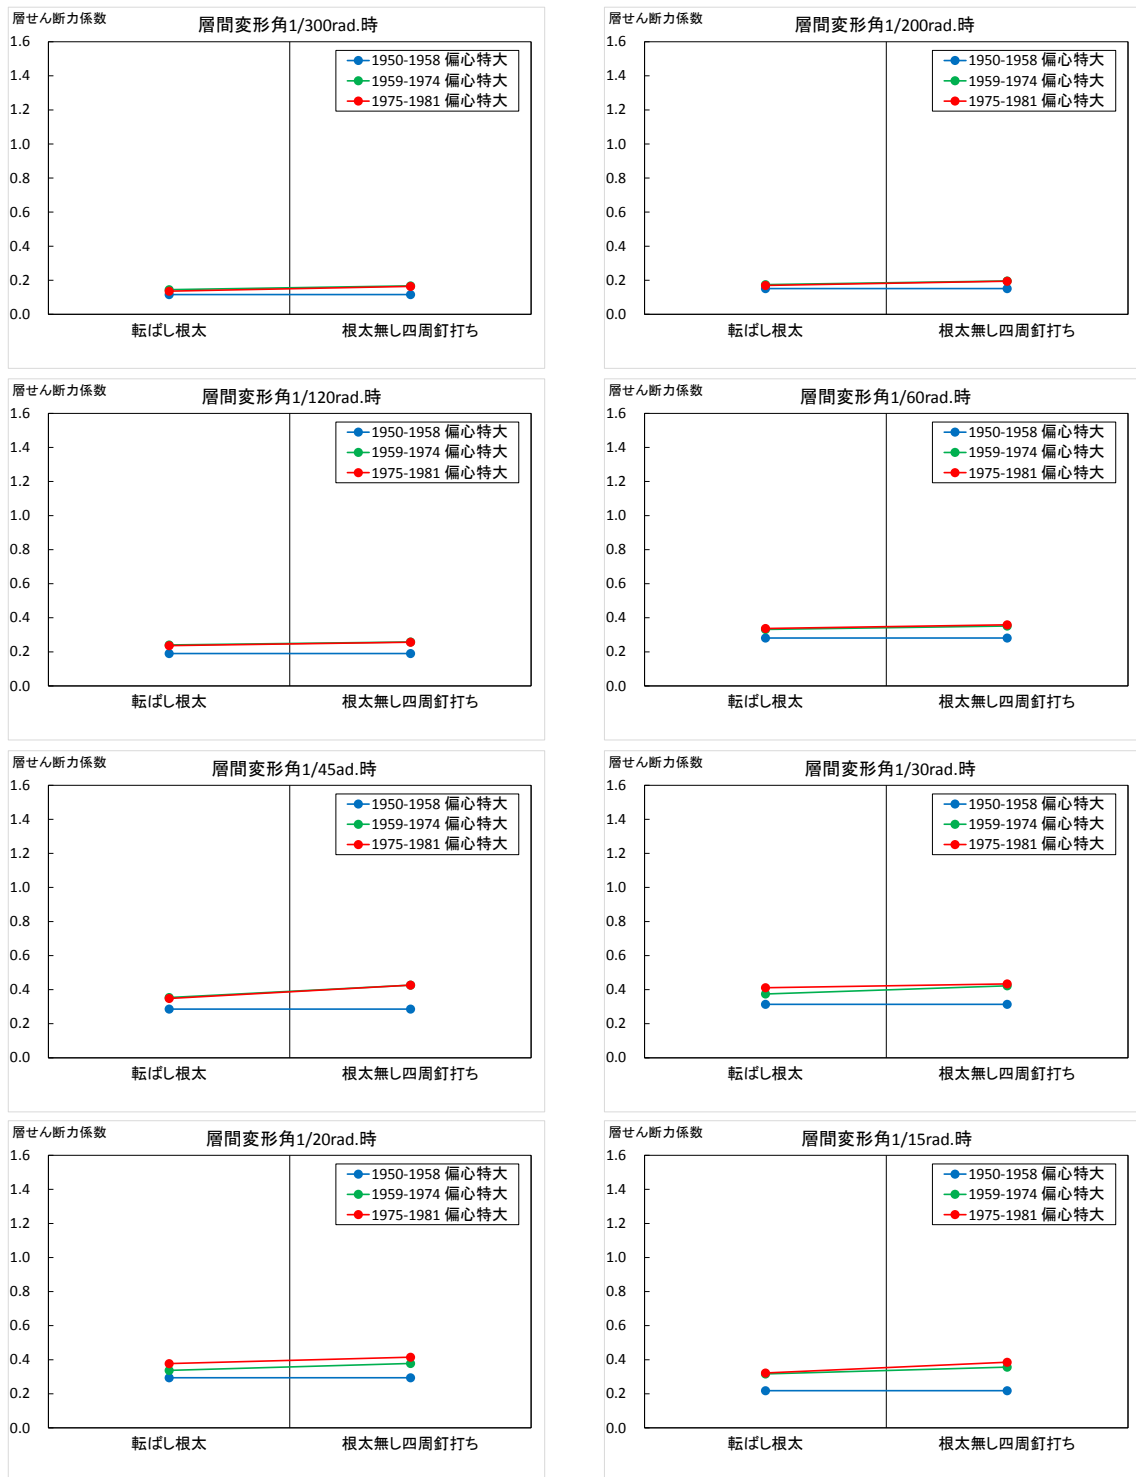 層せん断力係数
層間変形角1/300rad.時
1.6
1.4
1.2
1.0
0.8
0.6
0.4
0.2
0.0
1950-1958 偏心特大
1959-1974 偏心特大
1975-1981 偏心特大
転ばし根太
根太無し四周釘打ち
層せん断力係数
層間変形角1/200rad.時
1.6
1.4
1.2
1.0
0.8
0.6
0.4
0.2
0.0
1950-1958 偏心特大
1959-1974 偏心特大
1975-1981 偏心特大
転ばし根太
根太無し四周釘打ち
層せん断力係数
層間変形角1/120rad.時
1.6
1.4
1.2
1.0
0.8
0.6
0.4
0.2
0.0
1950-1958 偏心特大
1959-1974 偏心特大
1975-1981 偏心特大
転ばし根太
根太無し四周釘打ち
層せん断力係数
層間変形角1/60rad.時
1.6
1.4
1.2
1.0
0.8
0.6
0.4
0.2
0.0
1950-1958 偏心特大
1959-1974 偏心特大
1975-1981 偏心特大
転ばし根太
根太無し四周釘打ち
層せん断力係数
層間変形角1/45ad.時
1.6
1.4
1.2
1.0
0.8
0.6
0.4
0.2
0.0
1950-1958 偏心特大
1959-1974 偏心特大
1975-1981 偏心特大
転ばし根太
根太無し四周釘打ち
層せん断力係数
層間変形角1/30rad.時
1.6
1.4
1.2
1.0
0.8
0.6
0.4
0.2
0.0
1950-1958 偏心特大
1959-1974 偏心特大
1975-1981 偏心特大
転ばし根太
根太無し四周釘打ち
層せん断力係数
層間変形角1/20rad.時
1.6
1.4
1.2
1.0
0.8
0.6
0.4
0.2
0.0
1950-1958 偏心特大
1959-1974 偏心特大
1975-1981 偏心特大
転ばし根太
根太無し四周釘打ち
層せん断力係数
層間変形角1/15rad.時
1.6
1.4
1.2
1.0
0.8
0.6
0.4
0.2
0.0
1950-1958 偏心特大
1959-1974 偏心特大
1975-1981 偏心特大
転ばし根太
根太無し四周釘打ち